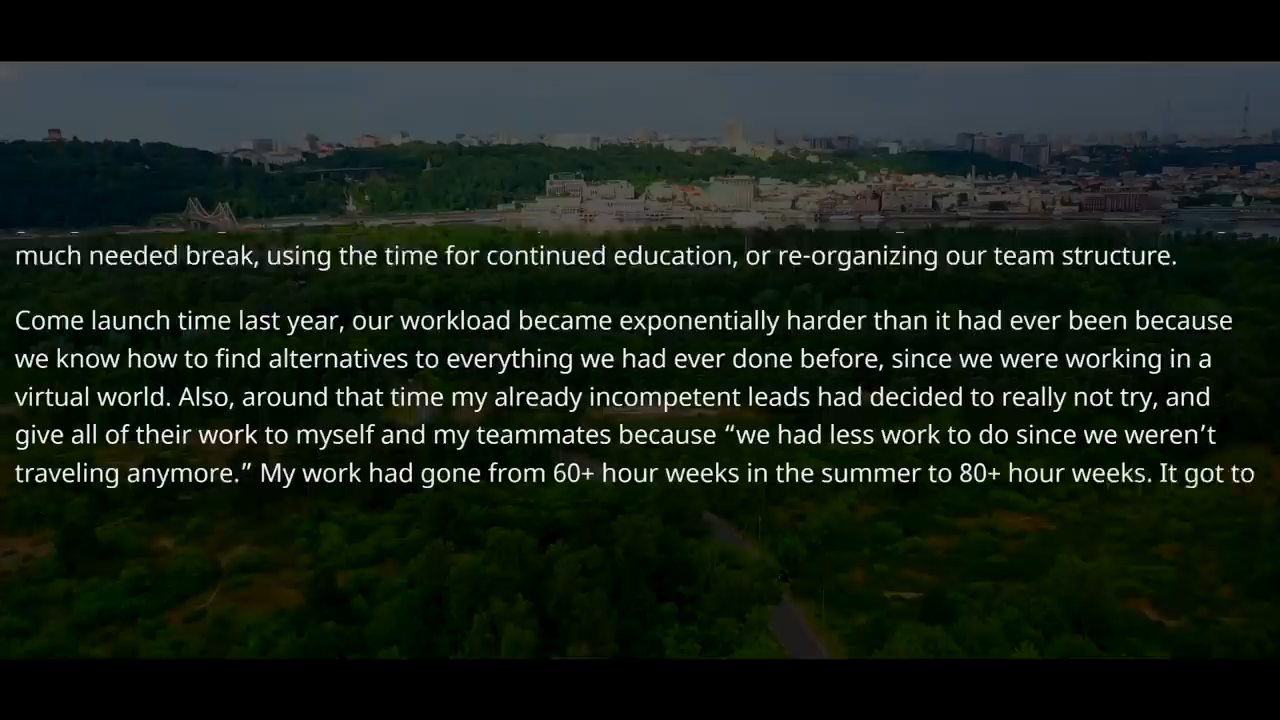 much needed break, using the time for continued education, or re-organizing our team structure.
Come launch time last year, our workload became exponentially harder than it had ever been because
we know how to find alternatives to everything we had ever done before, since we were working in a
virtual world. Also, around that time my already incompetent leads had decided to really not try, and
give all of their work to myself and my teammates because “we had less work to do since we weren’t
traveling anymore.” My work had gone from 60+ hour weeks in the summer to 80+ hour weeks. It got to